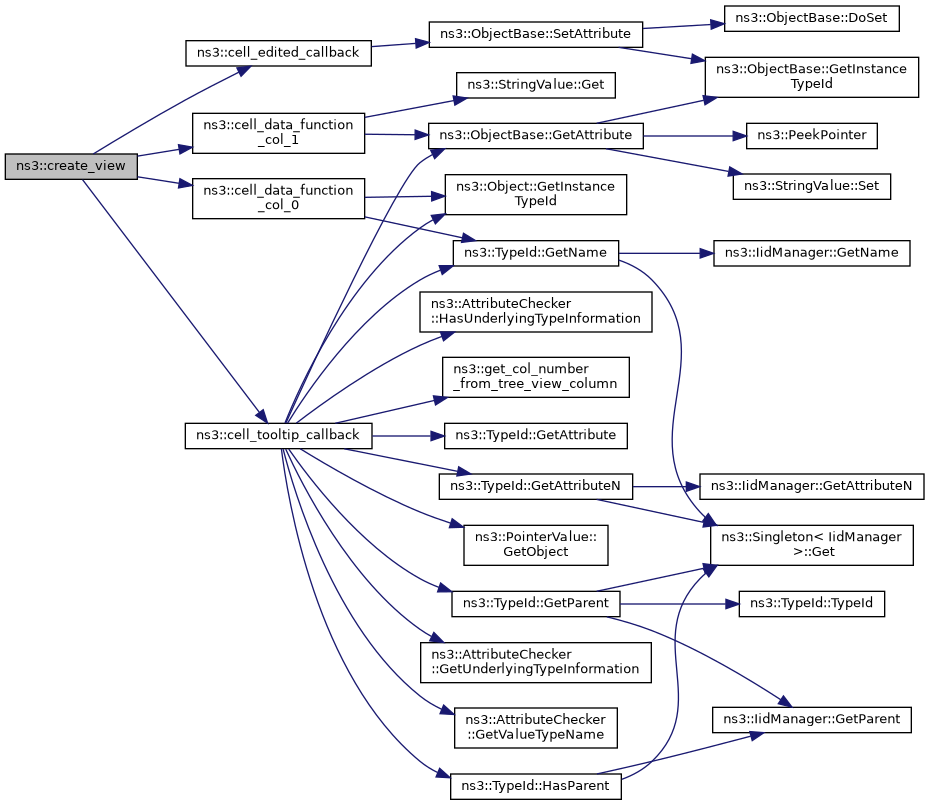 ns3::create_view
ns3::cell_edited_callback
ns3::cell_data_function
_col_1
ns3::cell_data_function
_col_0
ns3::cell_tooltip_callback
ns3::ObjectBase::SetAttribute
ns3::StringValue::Get
ns3::ObjectBase::GetAttribute
ns3::Object::GetInstance
TypeId
ns3::TypeId::GetName
ns3::AttributeChecker
::HasUnderlyingTypeInformation
ns3::get_col_number
_from_tree_view_column
ns3::TypeId::GetAttribute
ns3::TypeId::GetAttributeN
ns3::PointerValue::
GetObject
ns3::TypeId::GetParent
ns3::AttributeChecker
::GetUnderlyingTypeInformation
ns3::AttributeChecker
::GetValueTypeName
ns3::TypeId::HasParent
ns3::ObjectBase::DoSet
ns3::ObjectBase::GetInstance
TypeId
ns3::PeekPointer
ns3::StringValue::Set
ns3::IidManager::GetName
ns3::IidManager::GetAttributeN
ns3::Singleton< IidManager
>::Get
ns3::TypeId::TypeId
ns3::IidManager::GetParent